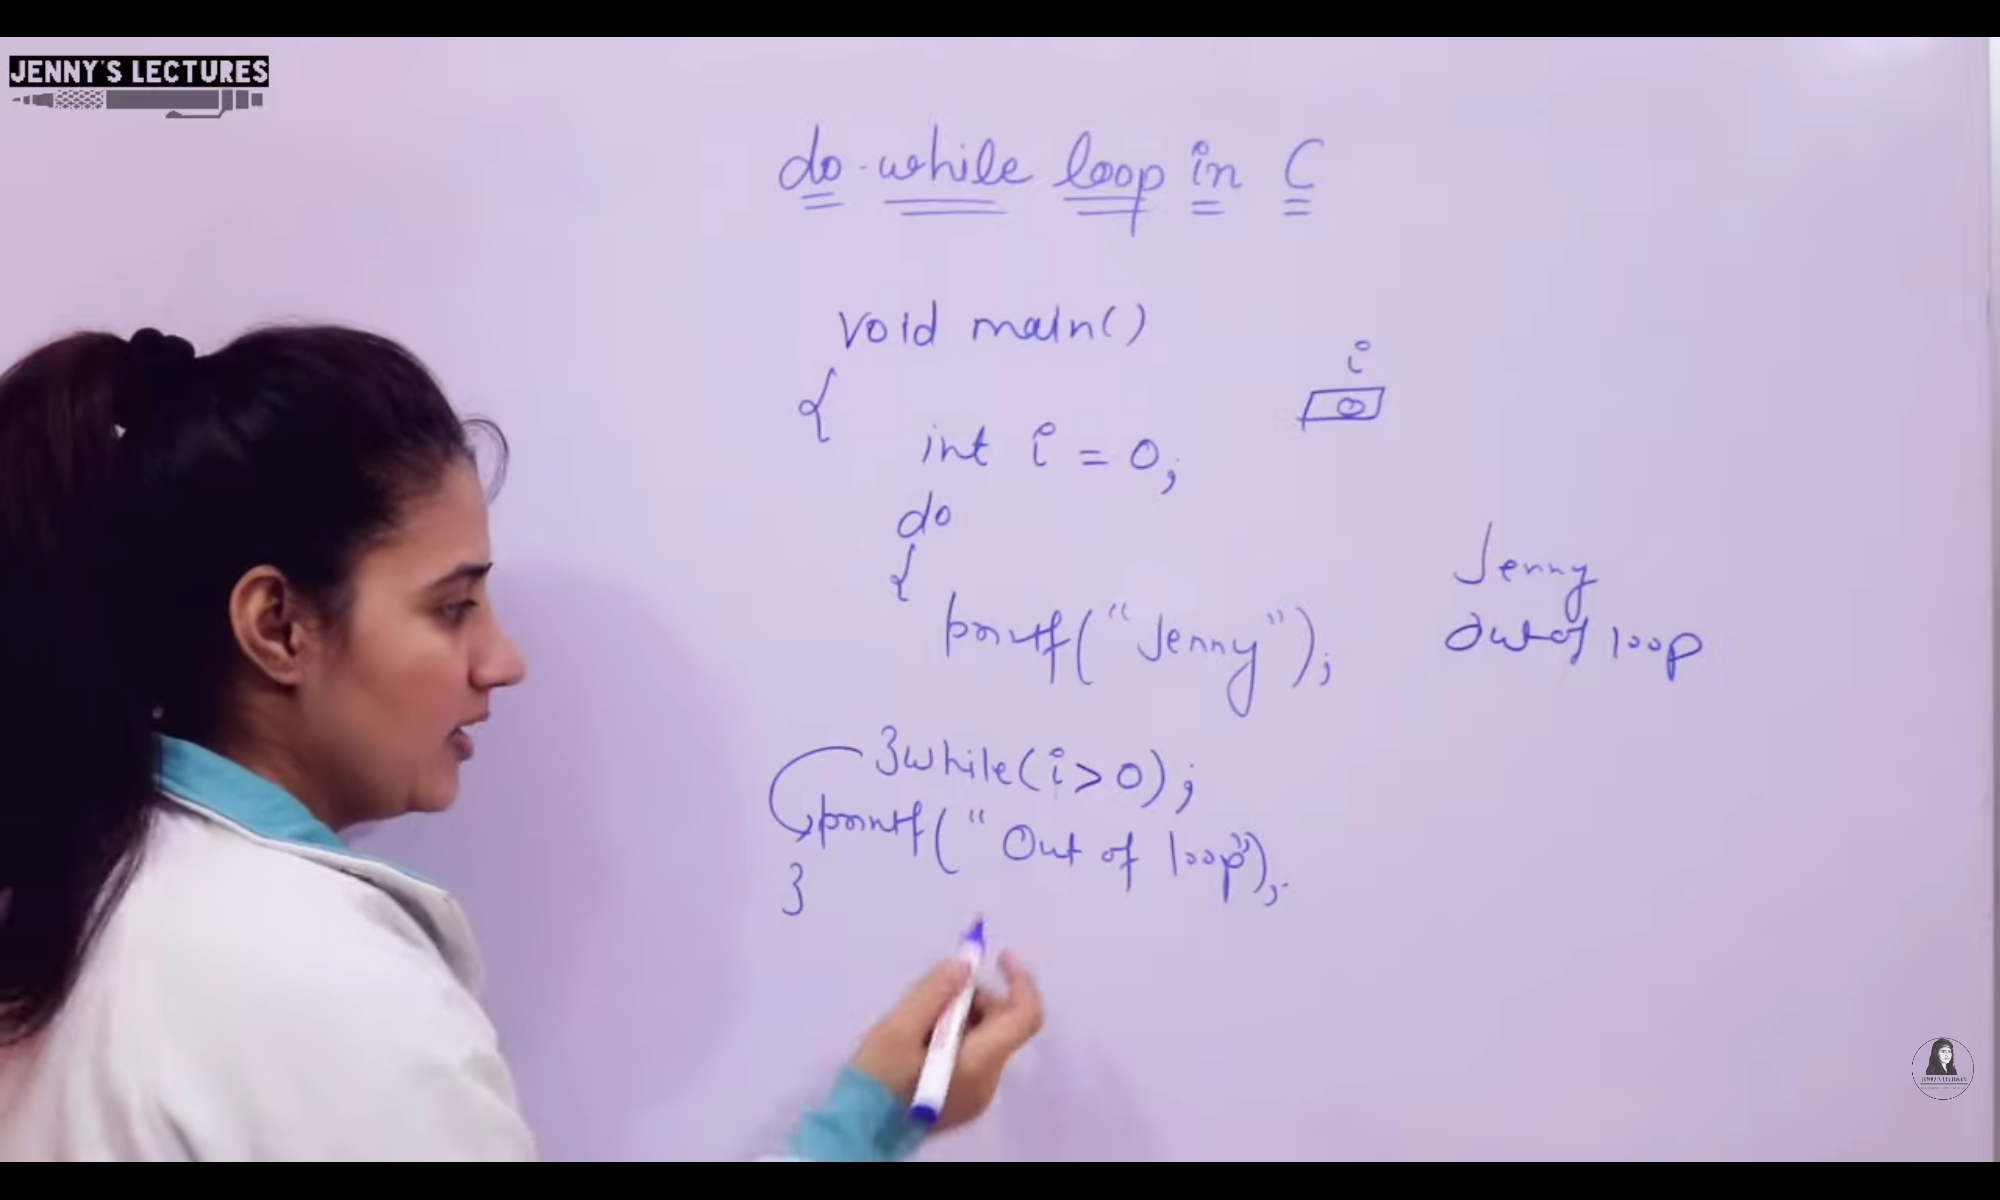 JENNY'S LECTURES
do-while loop in C
void main()
{
i
0
int i = 0;
do
{
printf("Jenny");
Jenny
Out of loop
}while(i>0);
printf("Out of loop");
}
JENNY'S LECTURES